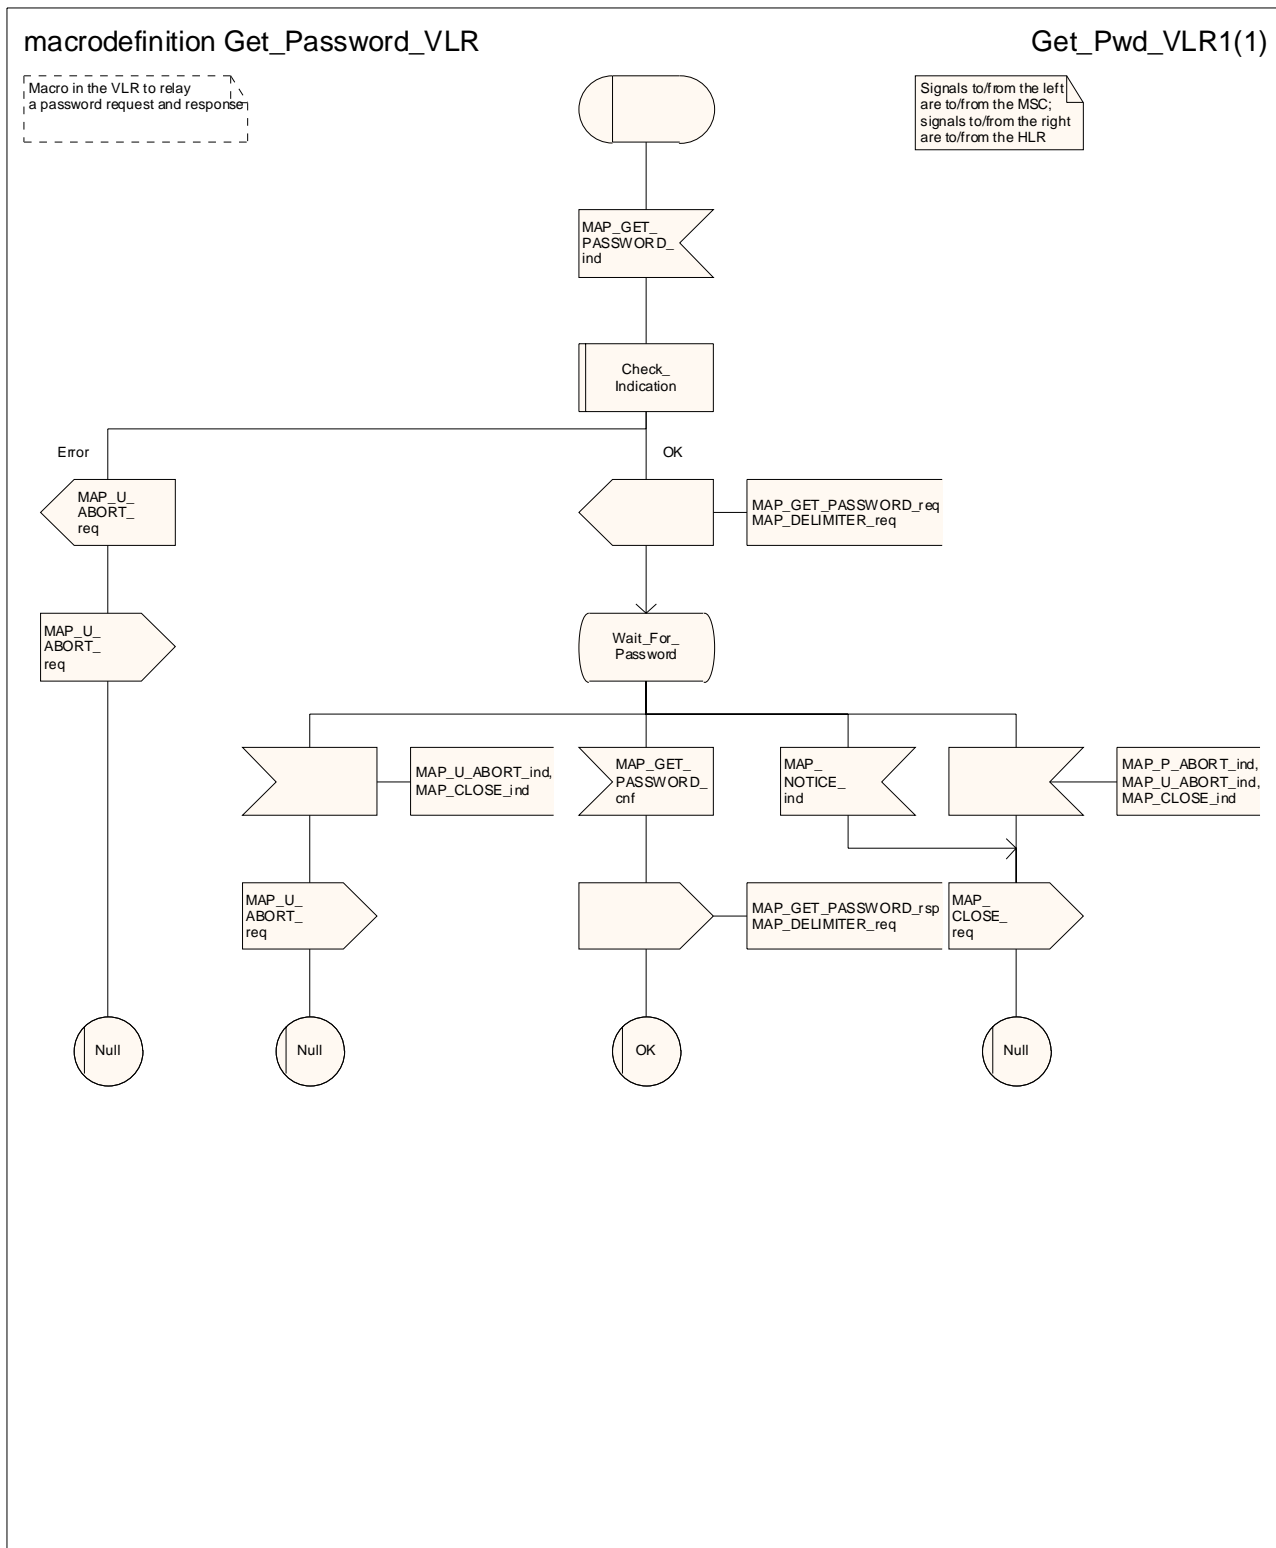 macrodefinition Get_Password_VLR
Get_Pwd_VLR1(1)
Macro in the VLR to relay
a password request and response
Signals to/from the left
are to/from the MSC;
signals to/from the right
are to/from the HLR
MAP_GET_
PASSWORD_
ind
Check_
Indication
Error
OK
MAP_U_
ABORT_
req
MAP_GET_PASSWORD_req
MAP_DELIMITER_req
MAP_U_
ABORT_
req
Wait_For_
Password
MAP_U_ABORT_ind,
MAP_CLOSE_ind
MAP_GET_
PASSWORD_
cnf
MAP_
NOTICE_
ind
MAP_P_ABORT_ind,
MAP_U_ABORT_ind,
MAP_CLOSE_ind
MAP_U_
ABORT_
req
MAP_GET_PASSWORD_rsp
MAP_DELIMITER_req
MAP_
CLOSE_
req
Null
Null
OK
Null